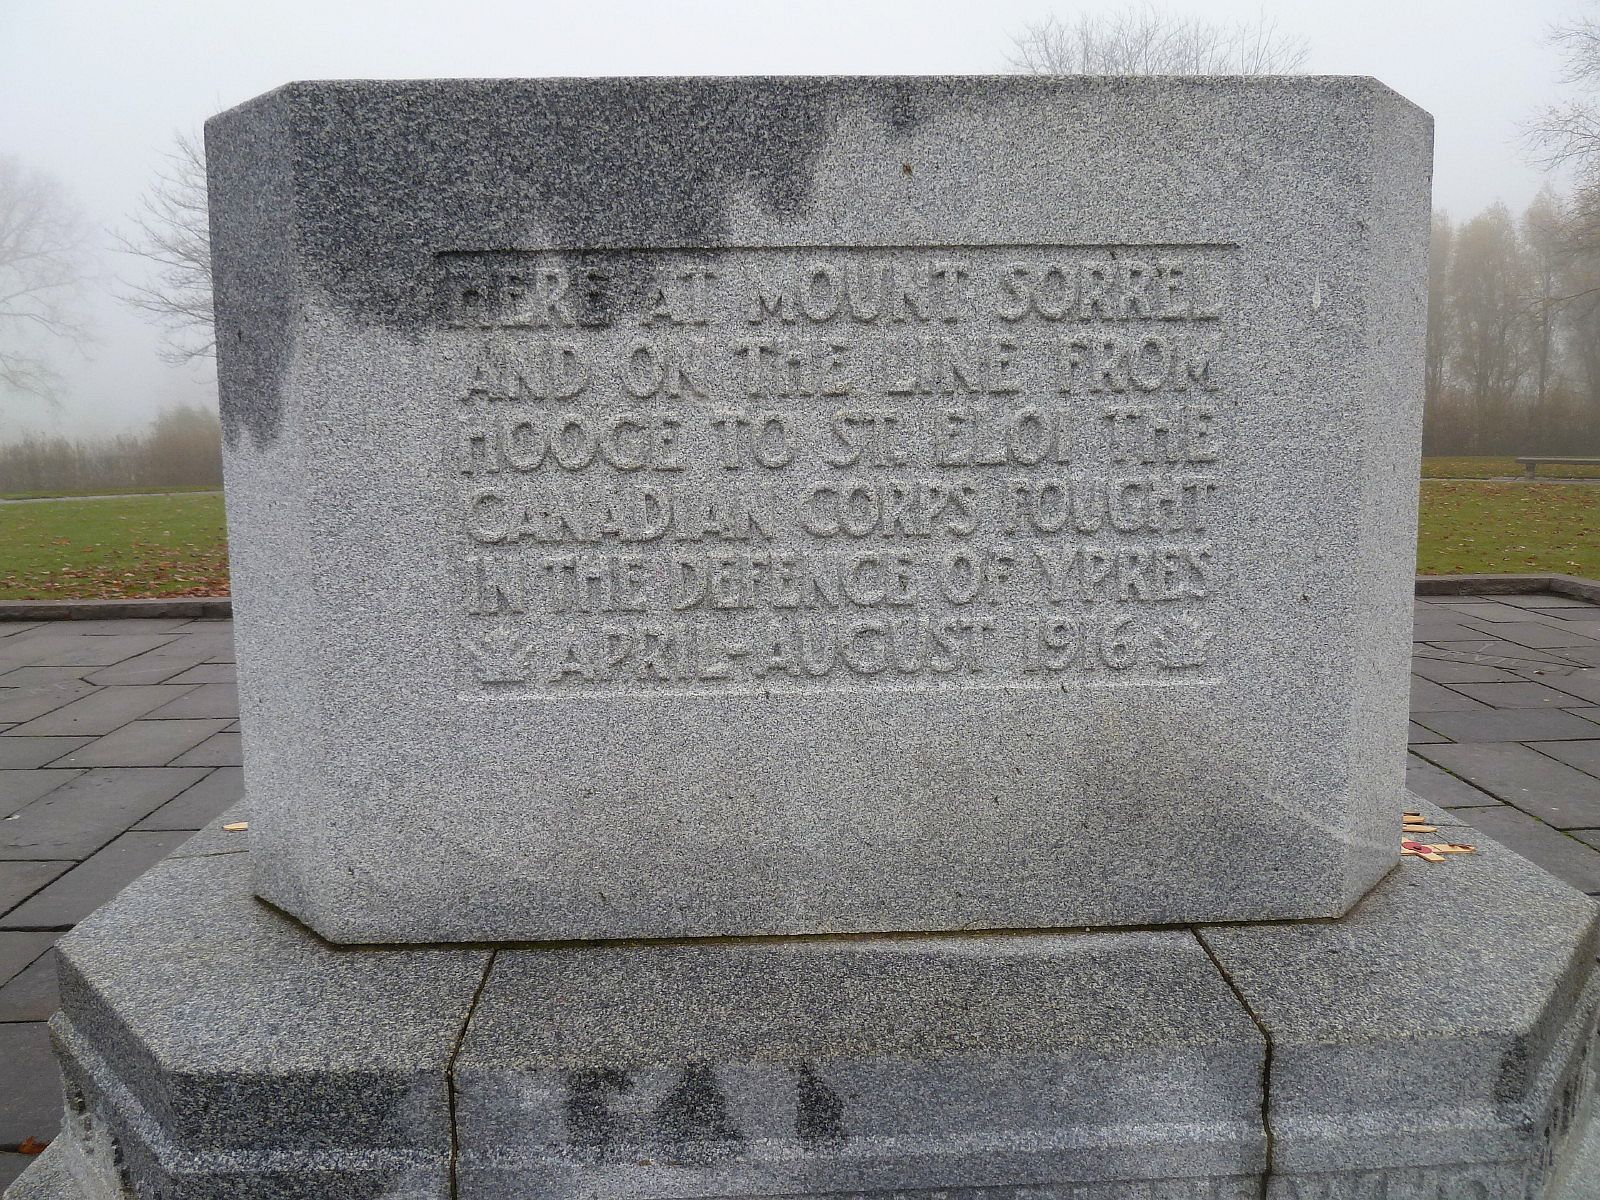 HERE AT MOUNT SORREL
AND ON THE LINE FROM
HOOGE TO ST. ELOI THE
CANADIAN CORPS FOUGHT
IN THE DEFENCE OF YPRES
APRIL-AUGUST 1916